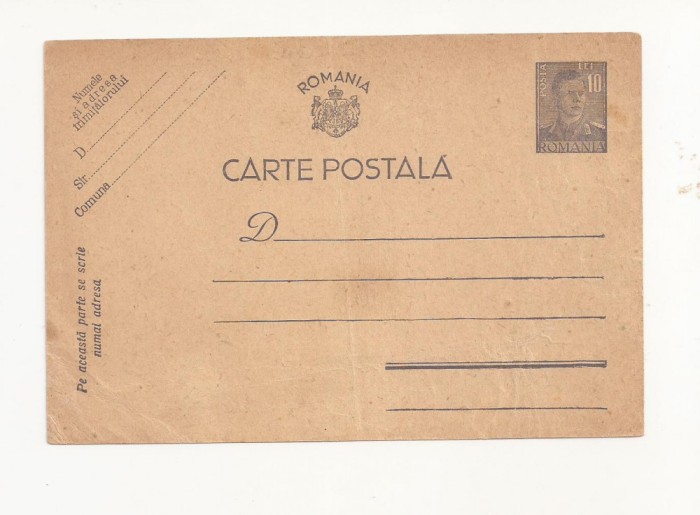 Numele
și adresa
trimițătorului
D.
Str.
Comuna
ROMANIA
POSTA LEI
10
ROMANIA
CARTE POSTALĂ
D
Pe această parte se scrie
numai adresa